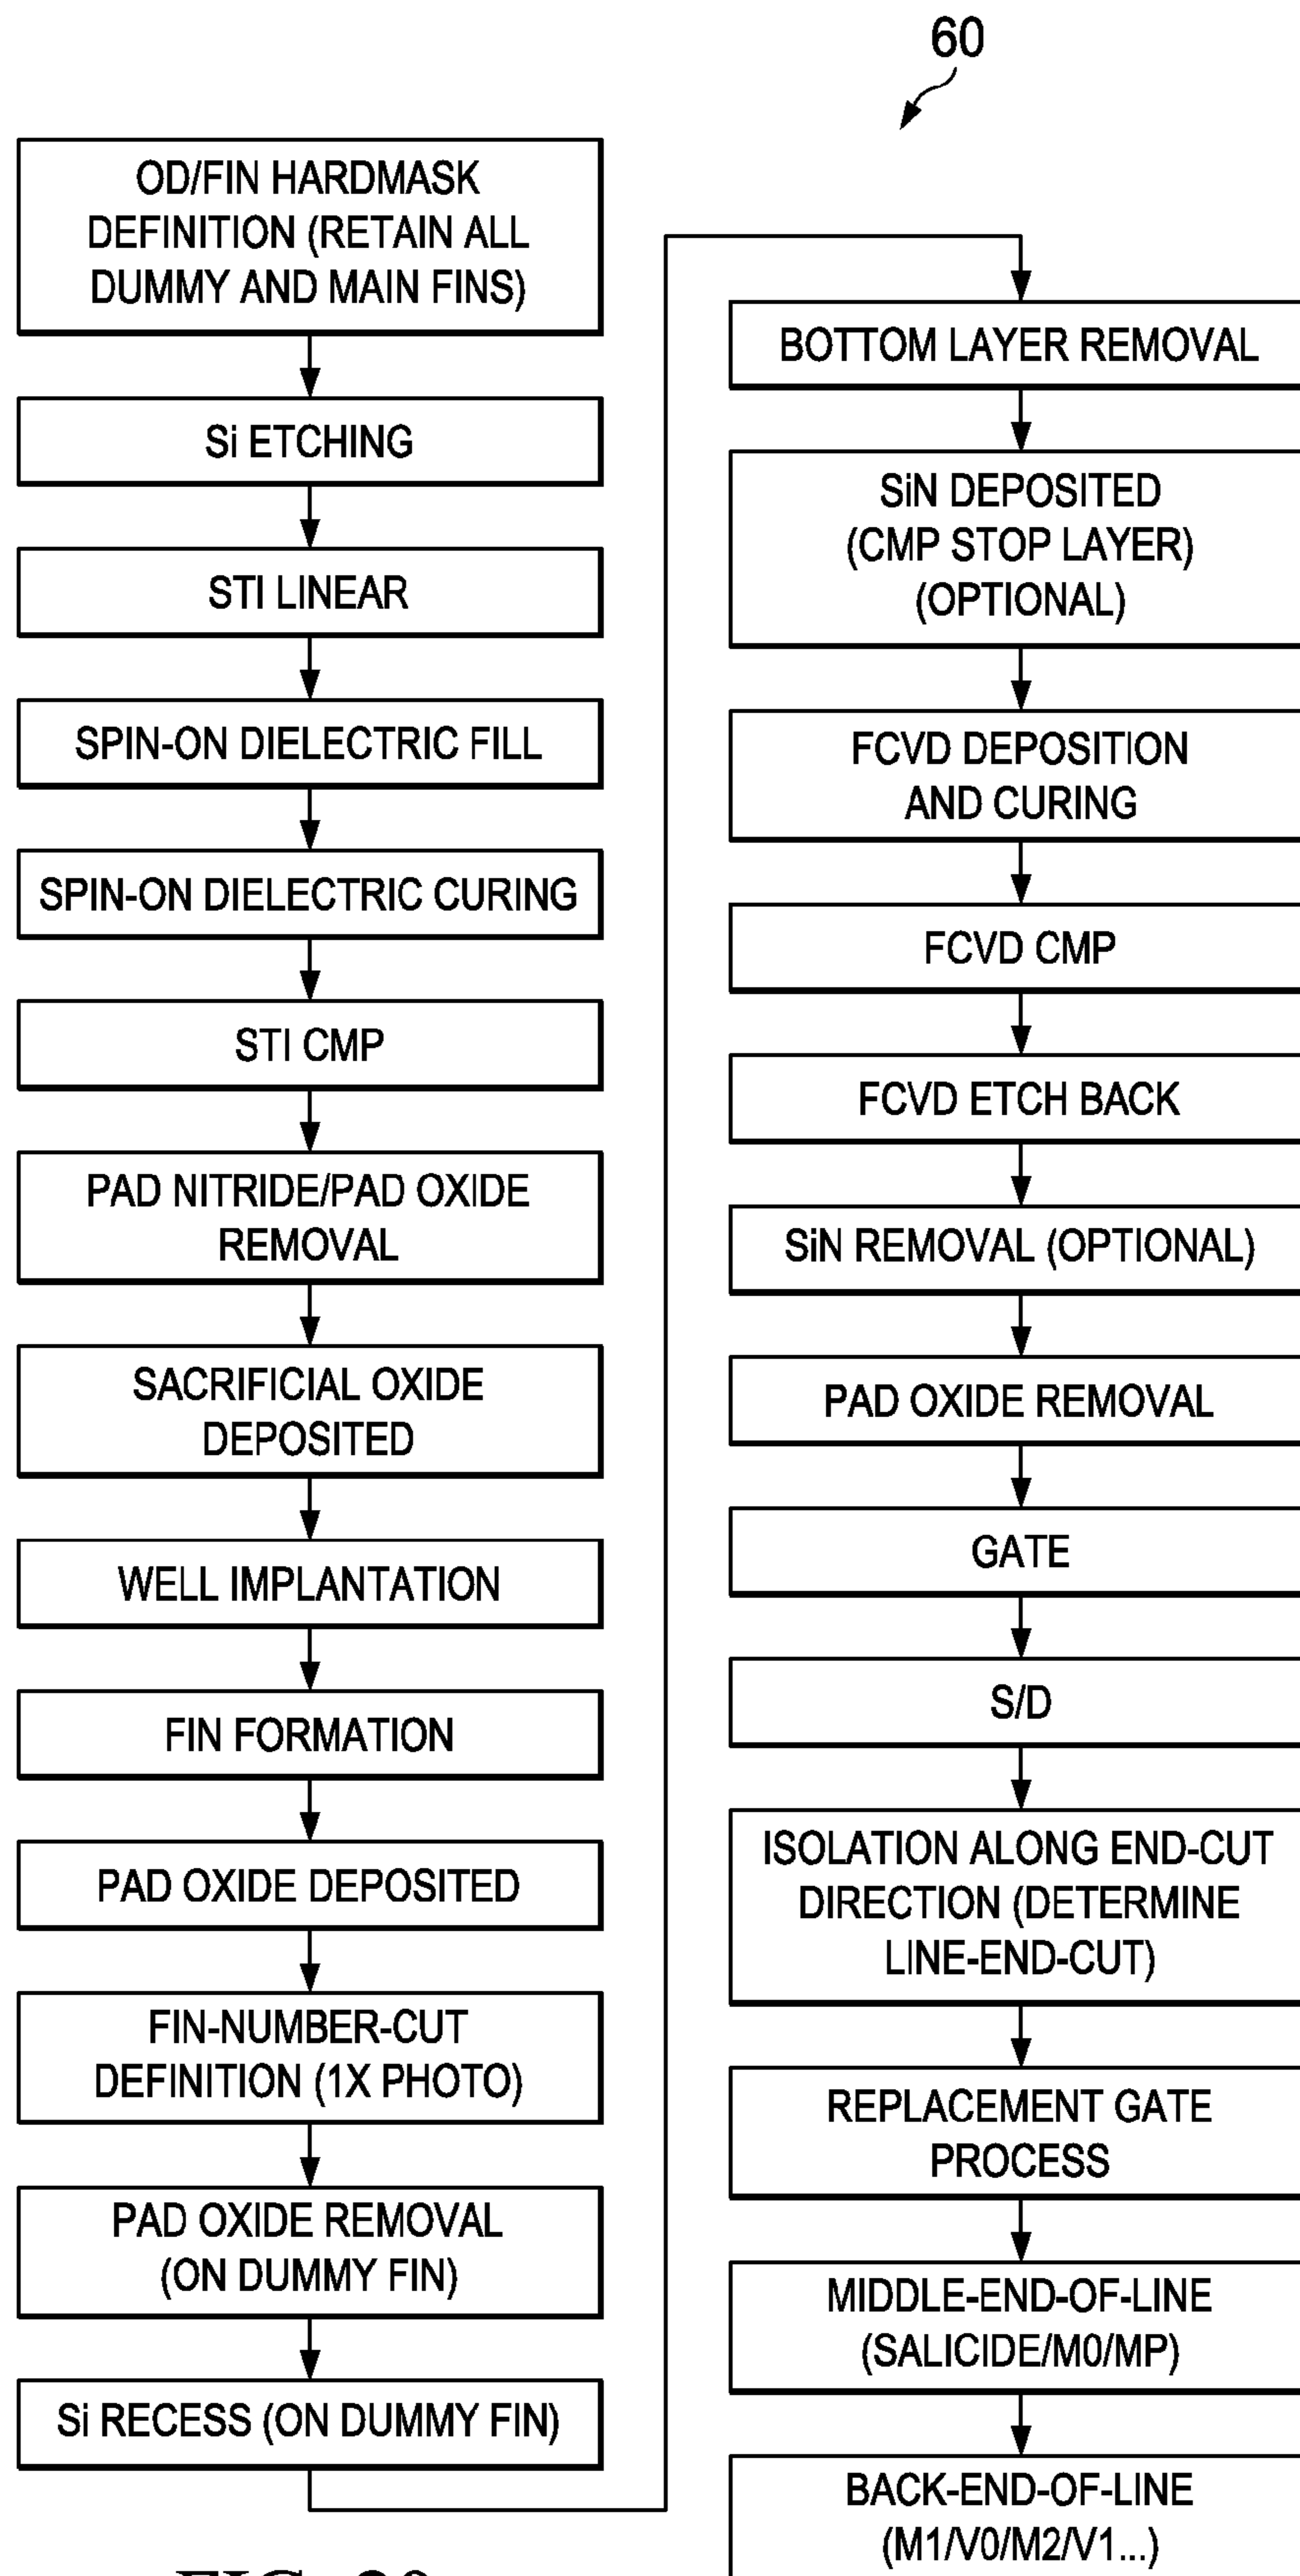 60
OD/FIN HARDMASK
DEFINITION (RETAIN ALL
DUMMY AND MAIN FINS)
Si ETCHING
STI LINEAR
SPIN-ON DIELECTRIC FILL
SPIN-ON DIELECTRIC CURING
STI CMP
PAD NITRIDE/PAD OXIDE
REMOVAL
SACRIFICIAL OXIDE
DEPOSITED
WELL IMPLANTATION
FIN FORMATION
PAD OXIDE DEPOSITED
FIN-NUMBER-CUT
DEFINITION (1X PHOTO)
PAD OXIDE REMOVAL
(ON DUMMY FIN)
Si RECESS (ON DUMMY FIN)
BOTTOM LAYER REMOVAL
SiN DEPOSITED
(CMP STOP LAYER)
(OPTIONAL)
FCVD DEPOSITION
AND CURING
FCVD CMP
FCVD ETCH BACK
SiN REMOVAL (OPTIONAL)
PAD OXIDE REMOVAL
GATE
S/D
ISOLATION ALONG END-CUT
DIRECTION (DETERMINE
LINE-END-CUT)
REPLACEMENT GATE
PROCESS
MIDDLE-END-OF-LINE
(SALICIDE/M0/MP)
BACK-END-OF-LINE
(M1/V0/M2/V1...)